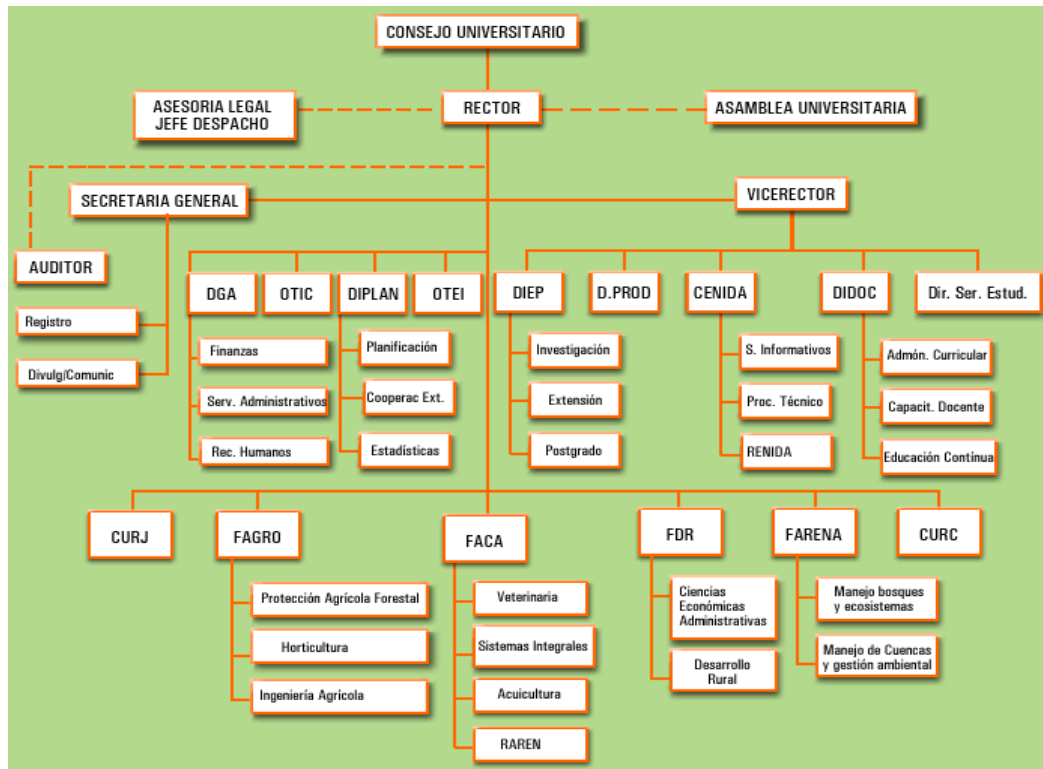 CONSEJO UNIVERSITARIO
ASESORIA LEGAL
JEFE DESPACHO
RECTOR
ASAMBLEA UNIVERSITARIA
SECRETARIA GENERAL
VICERECTOR
AUDITOR
DGA
OTIC
DIPLAN
OTEI
DIEP
D.PROD
CENIDA
DIDOC
Dir. Ser. Estud.
Registro
Divulg/Comunic
Finanzas
Serv. Administrativos
Rec. Humanos
Planificación
Cooperac Ext.
Estadísticas
Investigación
Extensión
Postgrado
S. Informativos
Proc. Técnico
RENIDA
Admón. Curricular
Capacit. Docente
Educación Continua
CURJ
FAGRO
FACA
FDR
FARENA
CURC
Protección Agrícola Forestal
Horticultura
Ingeniería Agrícola
Veterinaria
Sistemas Integrales
Acuicultura
RAREN
Ciencias
Económicas
Administrativas
Desarrollo
Rural
Manejo bosques
y ecosistemas
Manejo de Cuencas
y gestión ambiental